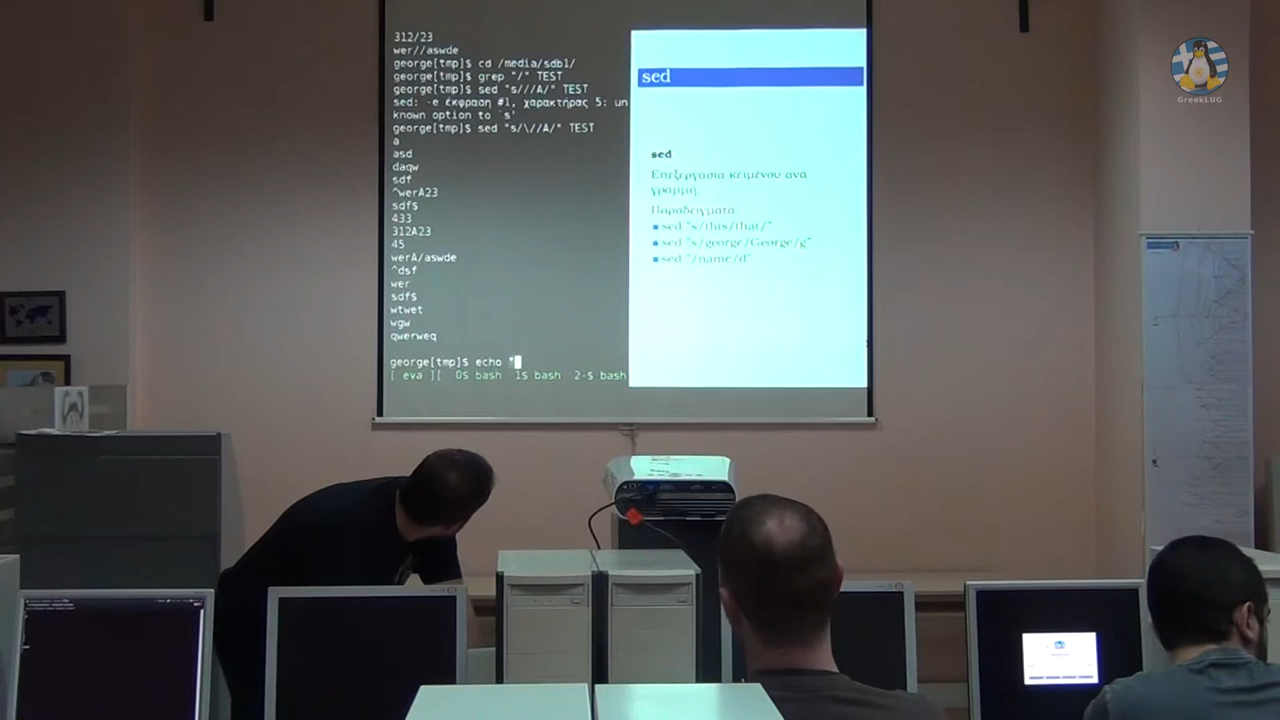 312/23
wer//aswde
george[tmp]$ cd /media/sdb1/
george[tmp]$ grep "/" TEST
george[tmp]$ sed "s///A/" TEST
sed: -e έκφραση #1, χαρακτήρας 5: un
known option to `s'
george[tmp]$ sed "s/\//A/" TEST
a
asd
daqw
sdf
^werA23
sdf$
433
312A23
45
werA/aswde
^dsf
wer
sdf$
wtwet
wgw
qwerweq
george[tmp]$ echo "
[ eva ][ 0$ bash 1$ bash 2-$ bash
sed
sed
Επεξεργασία κειμένου ανά
γραμμή.
Παραδείγματα:
sed "s/this/that/"
sed "s/george/George/g"
sed "/name/d"
GreekLUG